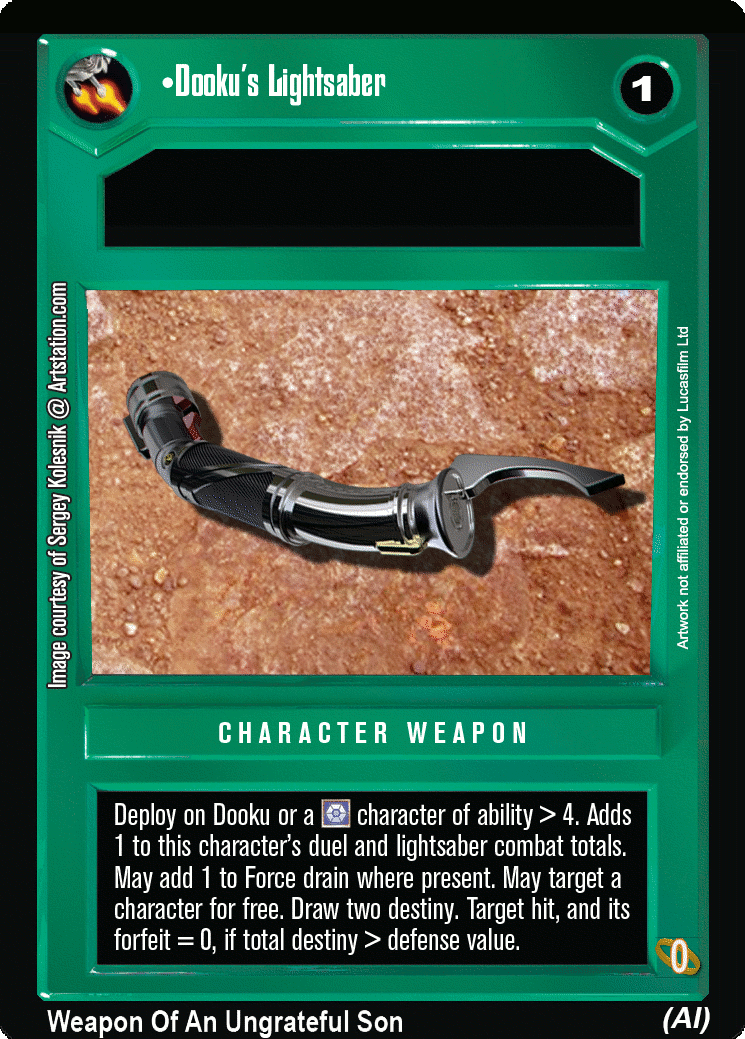 •Dooku's Lightsaber
1
Image courtesy of Sergey Kolesnik @ Artstation.com
Artwork not affiliated or endorsed by Lucasfilm Ltd
CHARACTER WEAPON
Deploy on Dooku or a character of ability > 4. Adds
1 to this character's duel and lightsaber combat totals.
May add 1 to Force drain where present. May target a
character for free. Draw two destiny. Target hit, and its
forfeit = 0, if total destiny > defense value.
0
Weapon Of An Ungrateful Son
(AI)